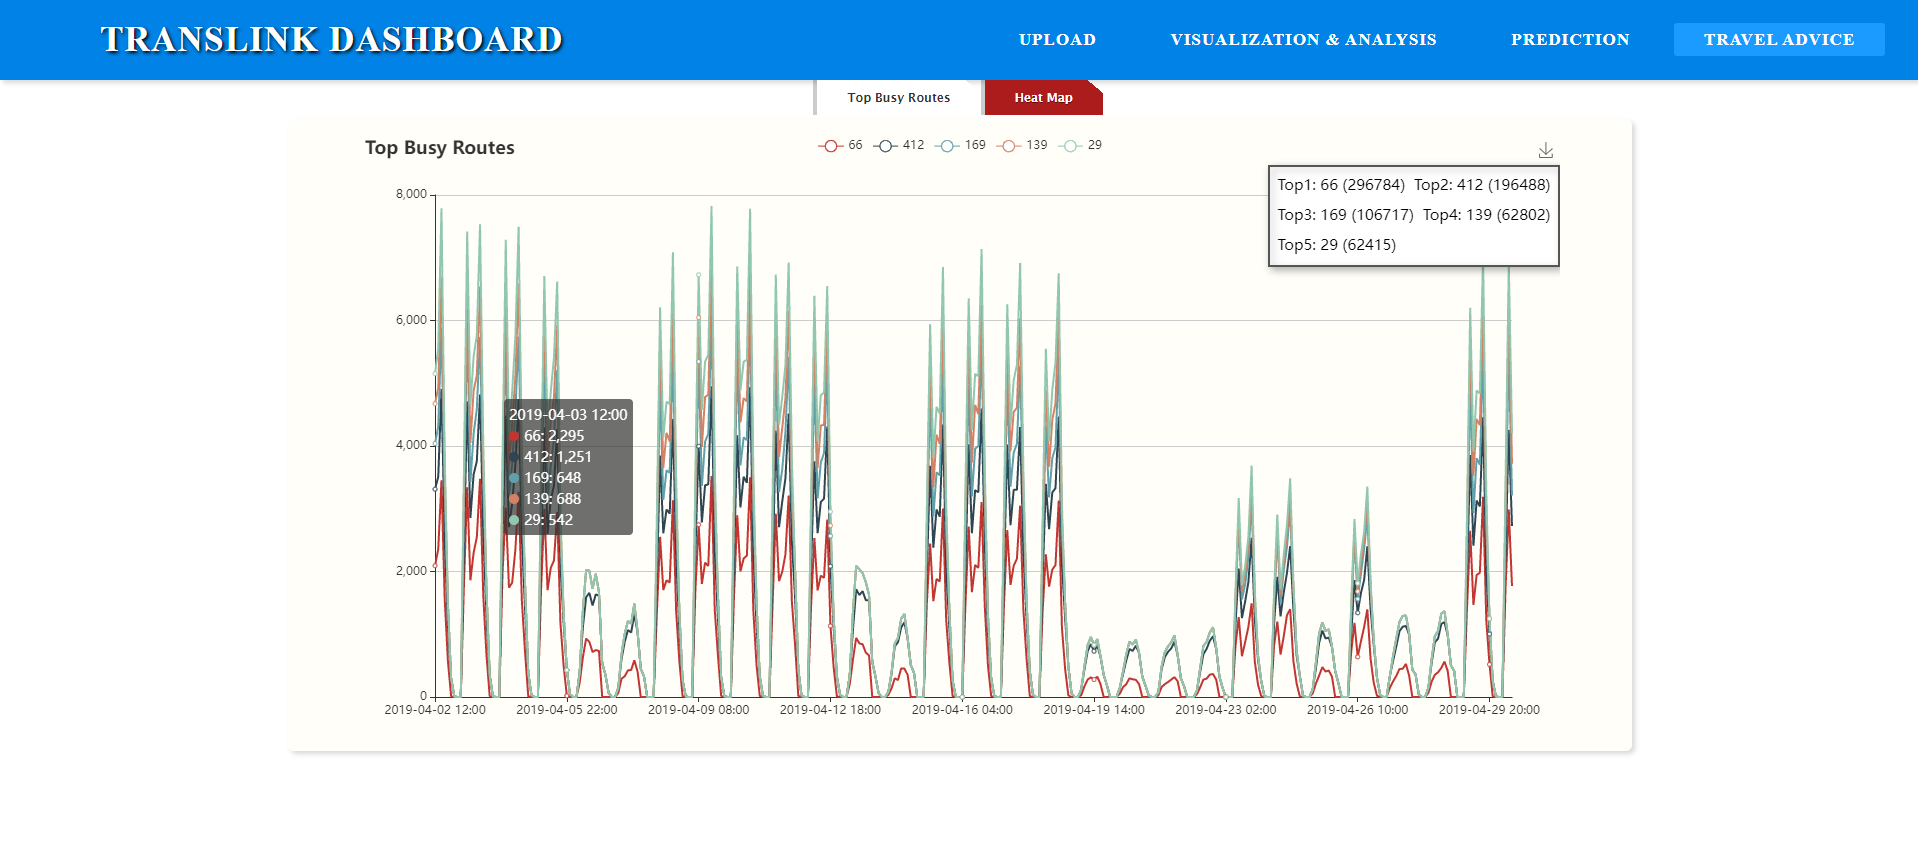 TRANSLINK DASHBOARD
UPLOAD VISUALIZATION & ANALYSIS PREDICTION TRAVEL ADVICE
Top Busy Routes Heat Map
Top Busy Routes
66 412 169 139 29
Top1: 66 (296784) Top2: 412 (196488)
Top3: 169 (106717) Top4: 139 (62802)
Top5: 29 (62415)
8,000
6,000
4,000
2,000
0
2019-04-03 12:00
66: 2,295
412: 1,251
169: 648
139: 688
29: 542
2019-04-02 12:00 2019-04-05 22:00 2019-04-09 08:00 2019-04-12 18:00 2019-04-16 04:00 2019-04-19 14:00 2019-04-23 02:00 2019-04-26 10:00 2019-04-29 20:00